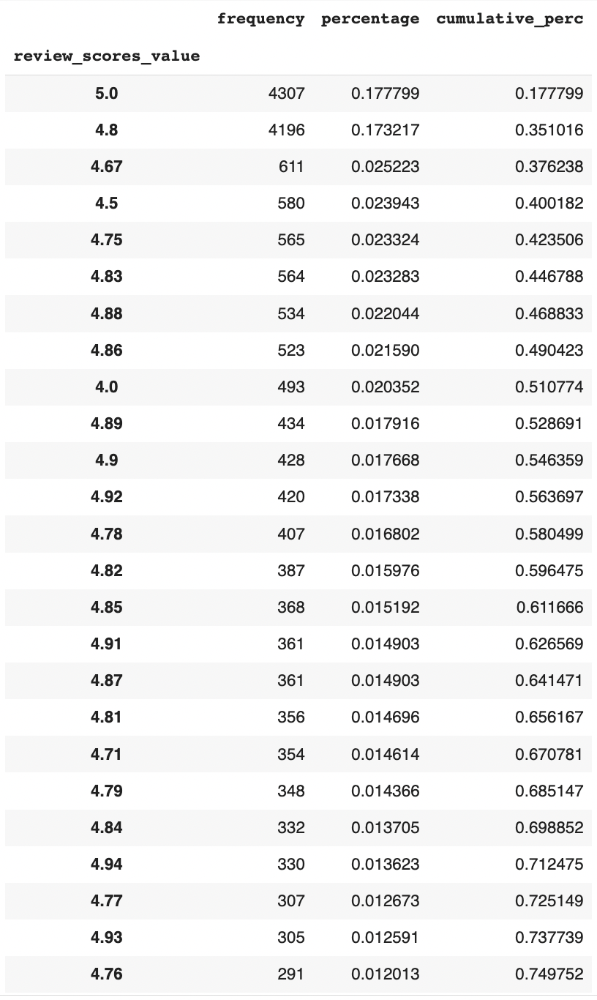 frequency percentage cumulative_perc
review_scores_value
5.0 4307 0.177799 0.177799
4.8 4196 0.173217 0.351016
4.67 611 0.025223 0.376238
4.5 580 0.023943 0.400182
4.75 565 0.023324 0.423506
4.83 564 0.023283 0.446788
4.88 534 0.022044 0.468833
4.86 523 0.021590 0.490423
4.0 493 0.020352 0.510774
4.89 434 0.017916 0.528691
4.9 428 0.017668 0.546359
4.92 420 0.017338 0.563697
4.78 407 0.016802 0.580499
4.82 387 0.015976 0.596475
4.85 368 0.015192 0.611666
4.91 361 0.014903 0.626569
4.87 361 0.014903 0.641471
4.81 356 0.014696 0.656167
4.71 354 0.014614 0.670781
4.79 348 0.014366 0.685147
4.84 332 0.013705 0.698852
4.94 330 0.013623 0.712475
4.77 307 0.012673 0.725149
4.93 305 0.012591 0.737739
4.76 291 0.012013 0.749752